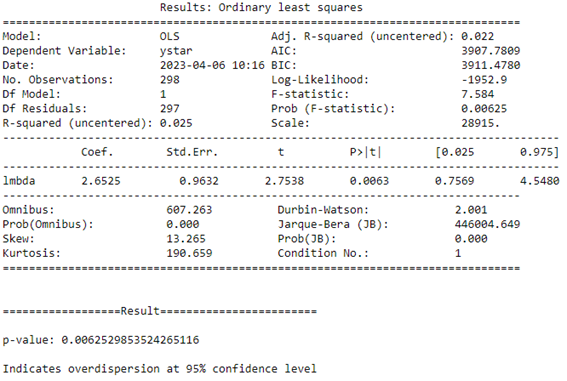 Results: Ordinary least squares
Model: OLS Adj. R-squared (uncentered): 0.022
Dependent Variable: ystar AIC: 3907.7809
Date: 2023-04-06 10:16 BIC: 3911.4780
No. Observations: 298 Log-Likelihood: -1952.9
Df Model: 1 F-statistic: 7.584
Df Residuals: 297 Prob (F-statistic): 0.00625
R-squared (uncentered): 0.025 Scale: 28915.
Coef. Std.Err. t P>|t| [0.025 0.975]
lmbda 2.6525 0.9632 2.7538 0.0063 0.7569 4.5480
Omnibus: 607.263 Durbin-Watson: 2.001
Prob(Omnibus): 0.000 Jarque-Bera (JB): 446004.649
Skew: 13.265 Prob(JB): 0.000
Kurtosis: 190.659 Condition No.: 1
==================Result========================
p-value: 0.0062529853524265116
Indicates overdispersion at 95% confidence level